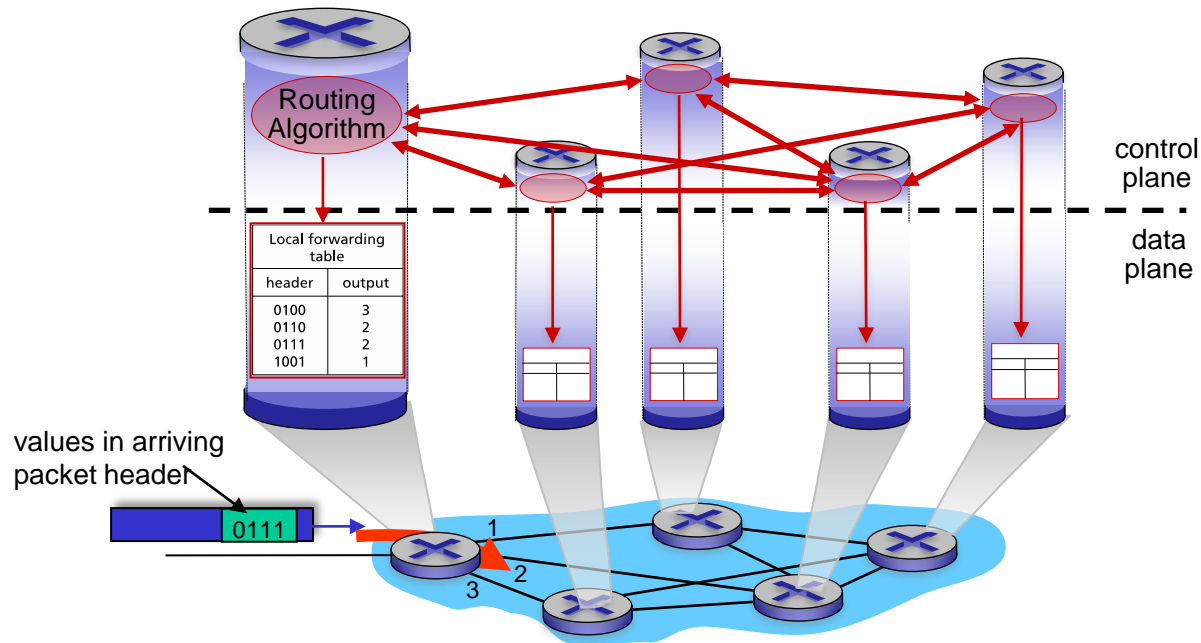 Routing
Algorithm
control
plane
data
plane
Local forwarding
table
header output
0100 3
0110 2
0111 2
1001 1
values in arriving
packet header
0111
1
2
3